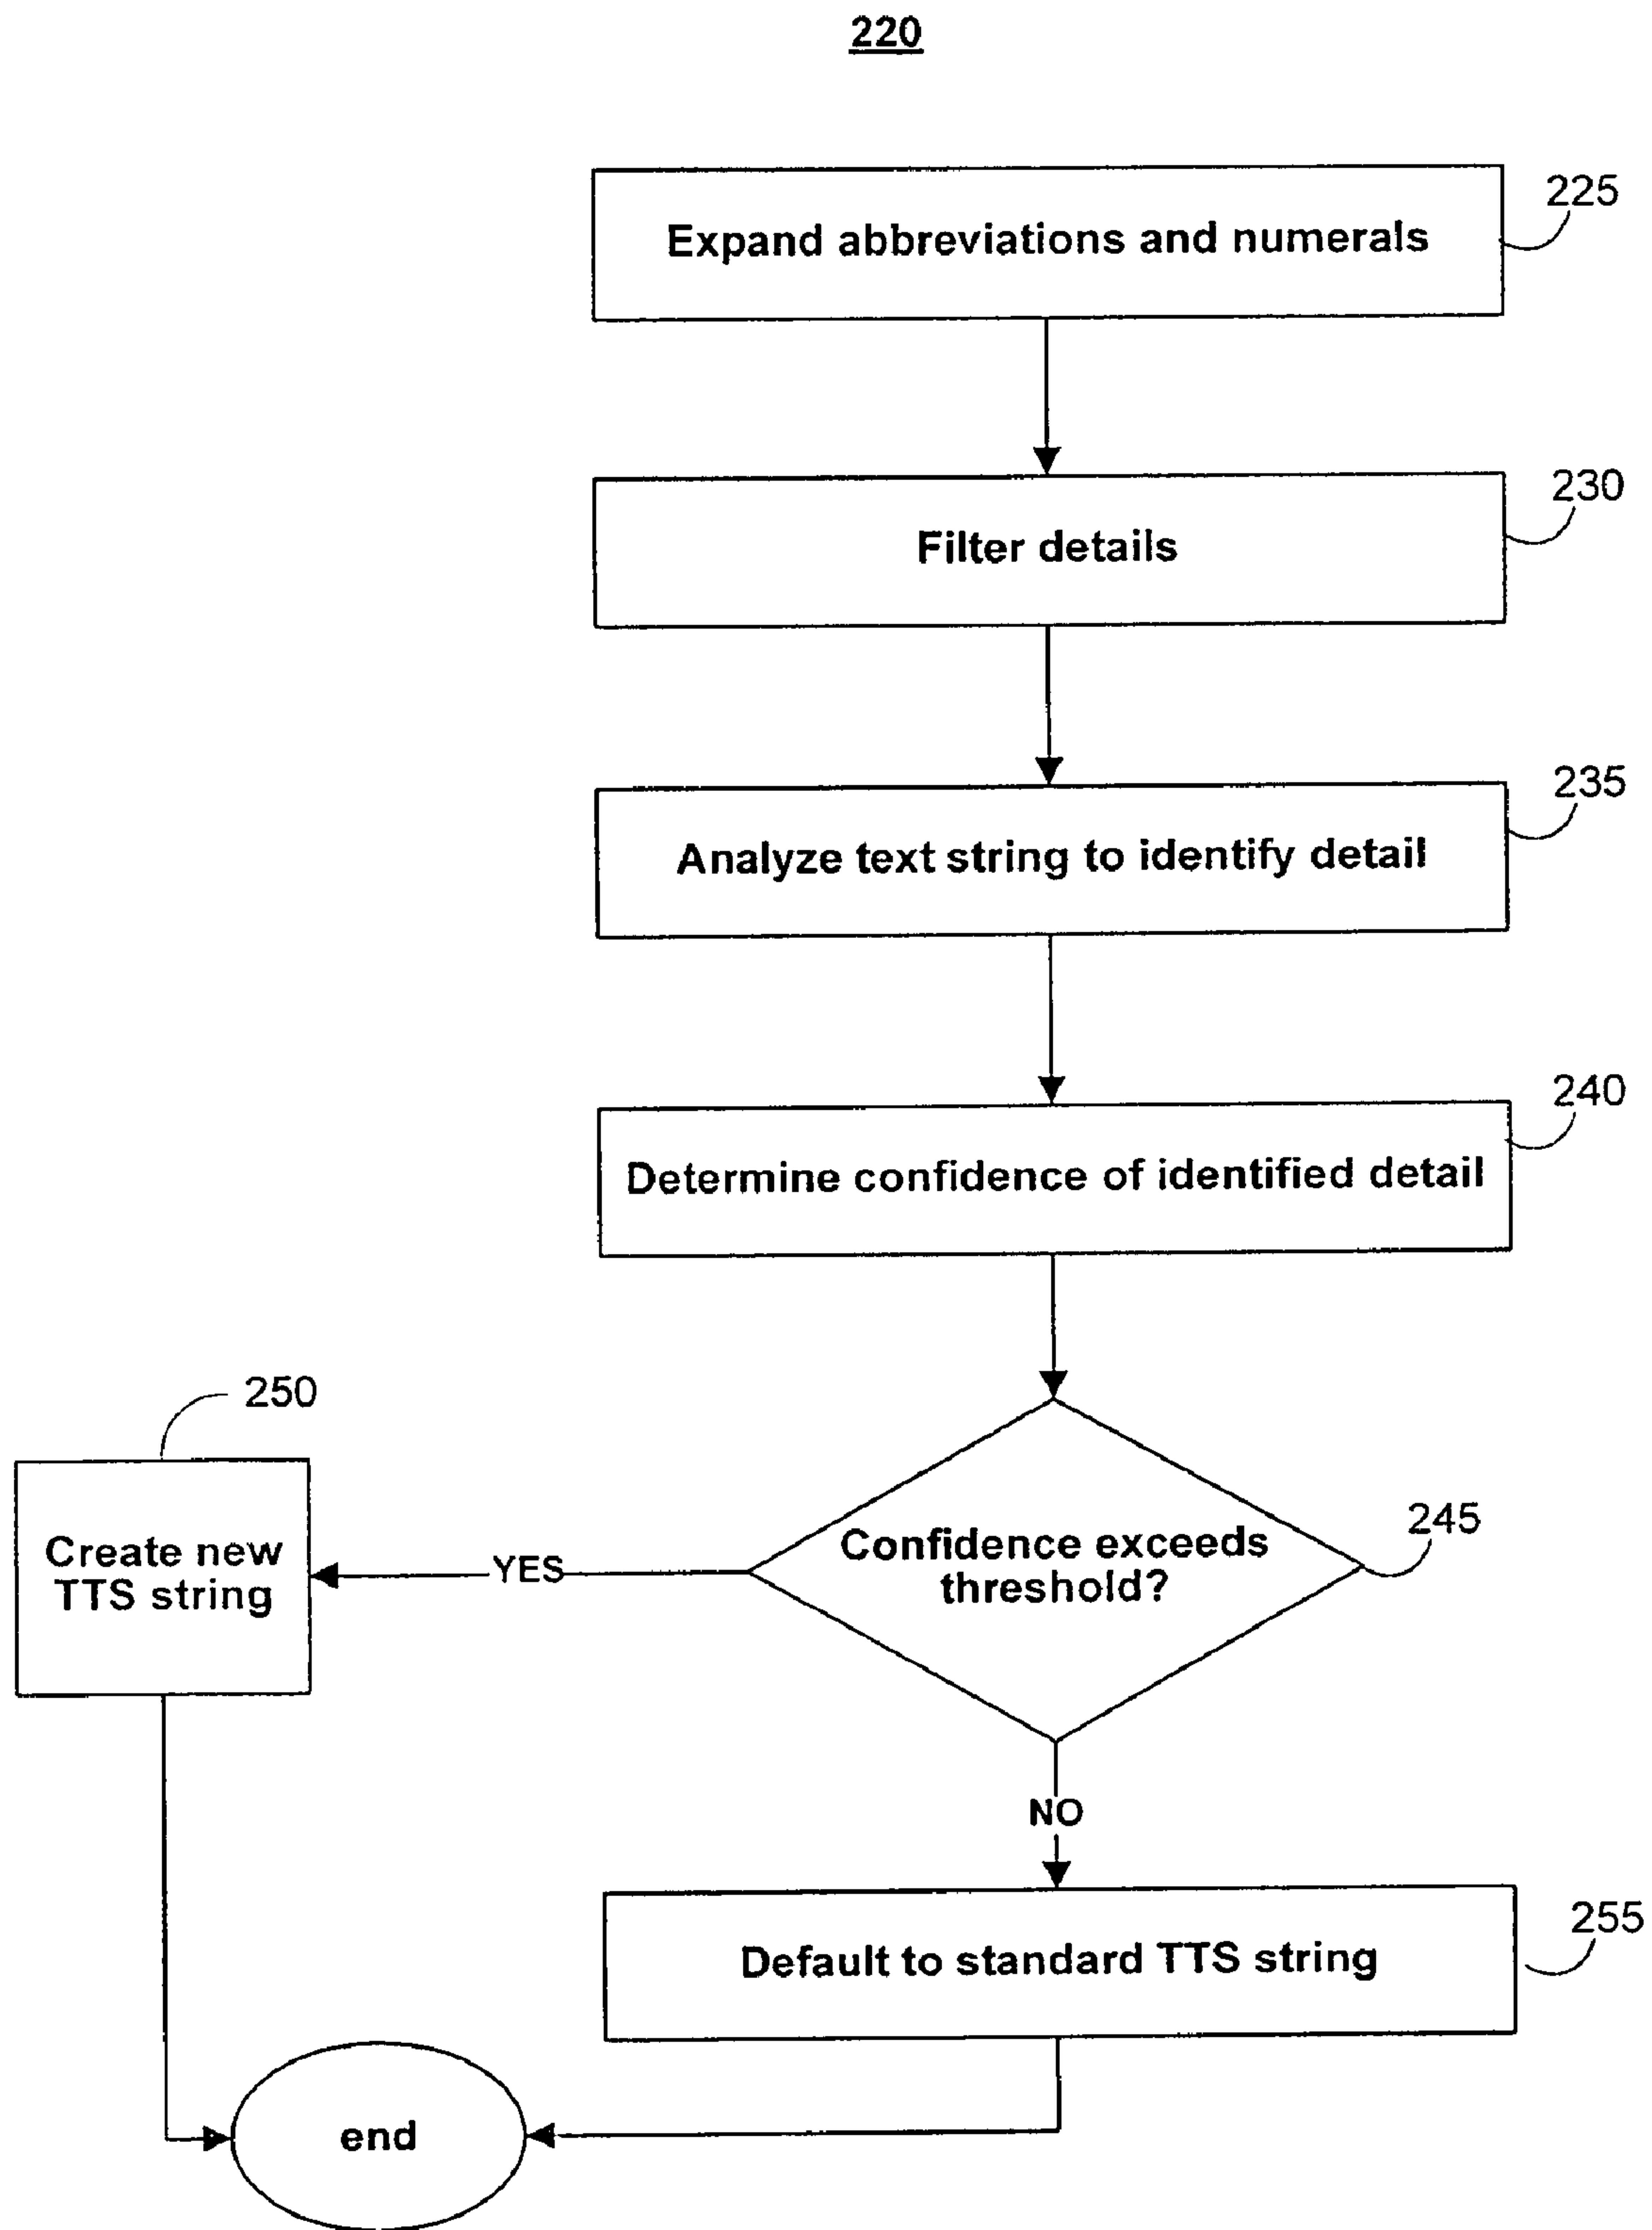 220
Expand abbreviations and numerals
225
Filter details
230
Analyze text string to identify detail
235
Determine confidence of identified detail
240
250
Create new
TTS string
YES
Confidence exceeds
threshold?
245
NO
Default to standard TTS string
255
end